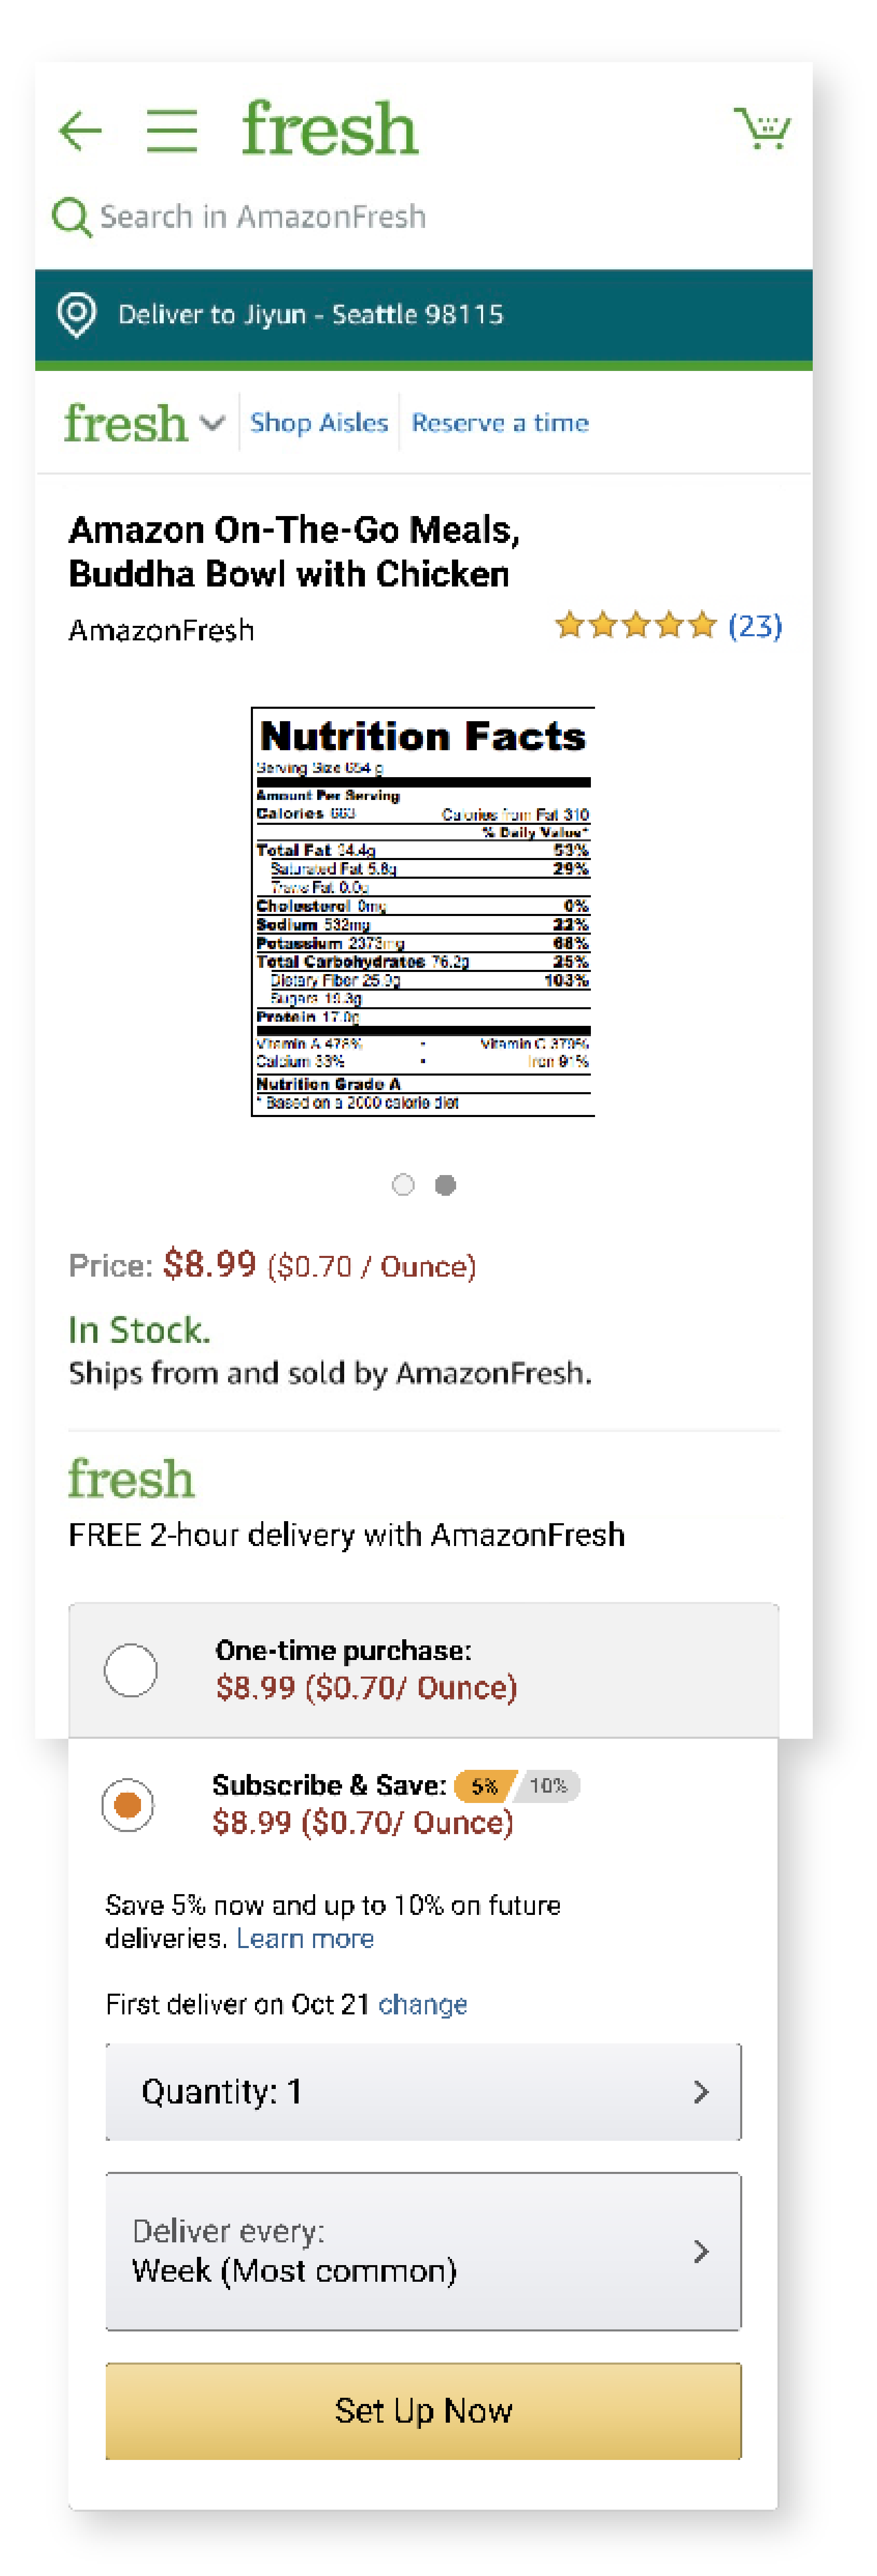 fresh
Search in AmazonFresh
Deliver to Jiyun - Seattle 98115
fresh Shop Aisles Reserve a time
Amazon On-The-Go Meals,
Buddha Bowl with Chicken
AmazonFresh (23)
Nutrition Facts
Serving Size 654 g
Amount Per Serving
Calories 663 Calories from Fat 310
% Daily Value*
Total Fat 34.4g 53%
Saturated Fat 5.8g 29%
Trans Fat 0.0g
Cholesterol 0mg 0%
Sodium 532mg 22%
Potassium 2373mg 68%
Total Carbohydrates 76.2g 25%
Dietary Fiber 25.9g 103%
Sugars 19.3g
Protein 17.0g
Vitamin A 478% • Vitamin C 379%
Calcium 33% • Iron 91%
Nutrition Grade A
* Based on a 2000 calorie diet
Price: $8.99 ($0.70 / Ounce)
In Stock.
Ships from and sold by AmazonFresh.
fresh
FREE 2-hour delivery with AmazonFresh
One-time purchase:
$8.99 ($0.70/ Ounce)
Subscribe & Save: 5% 10%
$8.99 ($0.70/ Ounce)
Save 5% now and up to 10% on future
deliveries. Learn more
First deliver on Oct 21 change
Quantity: 1
Deliver every:
Week (Most common)
Set Up Now